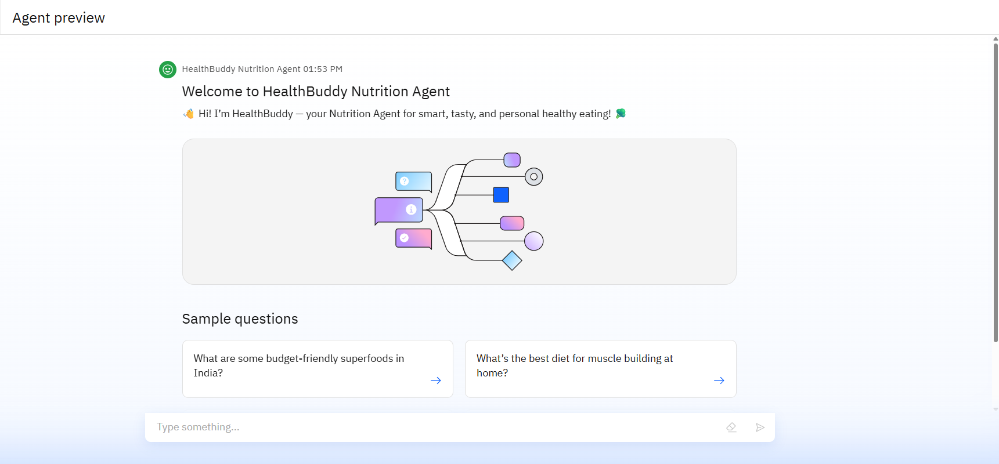 Agent preview
HealthBuddy Nutrition Agent 01:53 PM
Welcome to HealthBuddy Nutrition Agent
👋 Hi! I’m HealthBuddy — your Nutrition Agent for smart, tasty, and personal healthy eating! 🥦
?
i
Sample questions
What are some budget-friendly superfoods in
India?
What’s the best diet for muscle building at
home?
Type something...